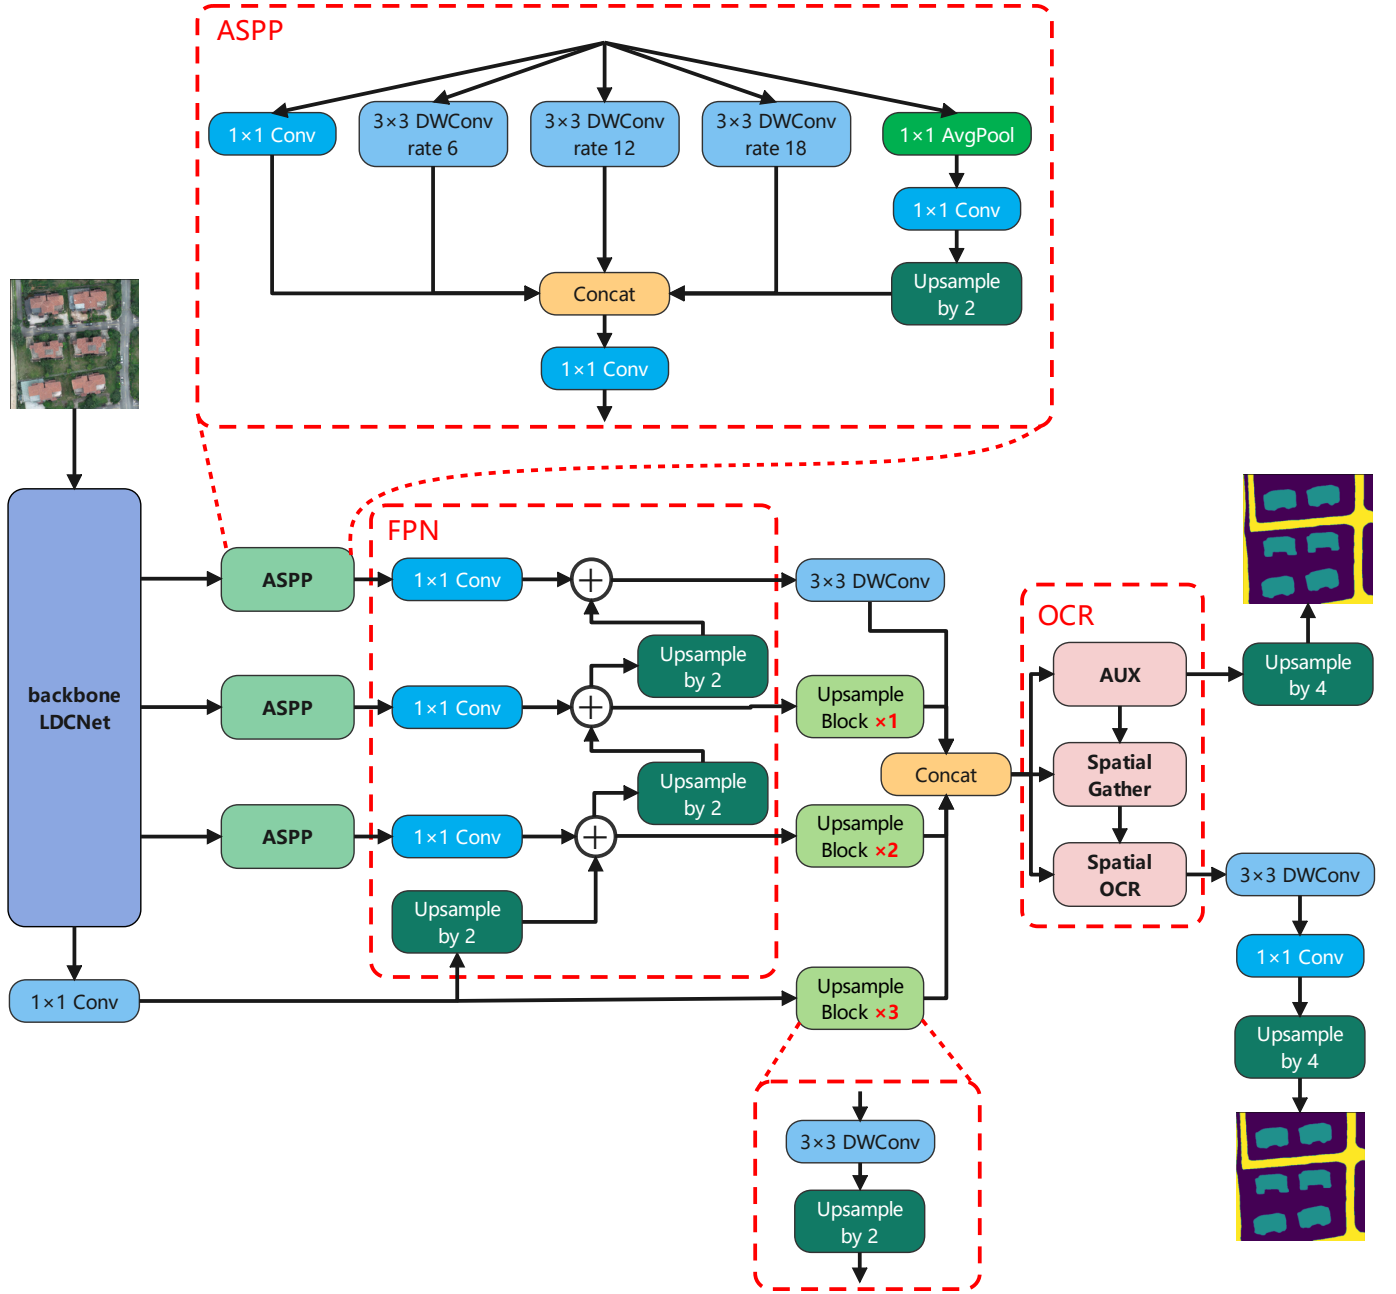 ASPP
1×1 Conv
3×3 DWConv
rate 6
3×3 DWConv
rate 12
3×3 DWConv
rate 18
1×1 AvgPool
1×1 Conv
Upsample
by 2
Concat
1×1 Conv
backbone
LDCNet
1×1 Conv
ASPP
ASPP
ASPP
FPN
1×1 Conv
Upsample
by 2
1×1 Conv
Upsample
by 2
1×1 Conv
Upsample
by 2
3×3 DWConv
Upsample
Block ×1
Upsample
Block ×2
Upsample
Block ×3
Concat
3×3 DWConv
Upsample
by 2
OCR
AUX
Spatial
Gather
Spatial
OCR
Upsample
by 4
3×3 DWConv
1×1 Conv
Upsample
by 4